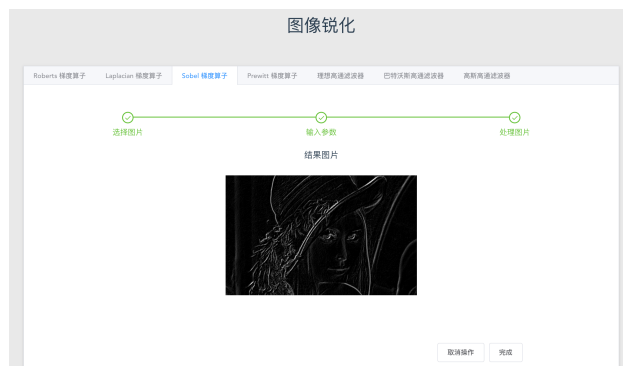 图像锐化
Roberts 梯度算子 Laplacian 梯度算子 Sobel 梯度算子 Prewitt 梯度算子 理想高通滤波器 巴特沃斯高通滤波器 高斯高通滤波器
选择图片 输入参数 处理图片
结果图片
取消操作 完成